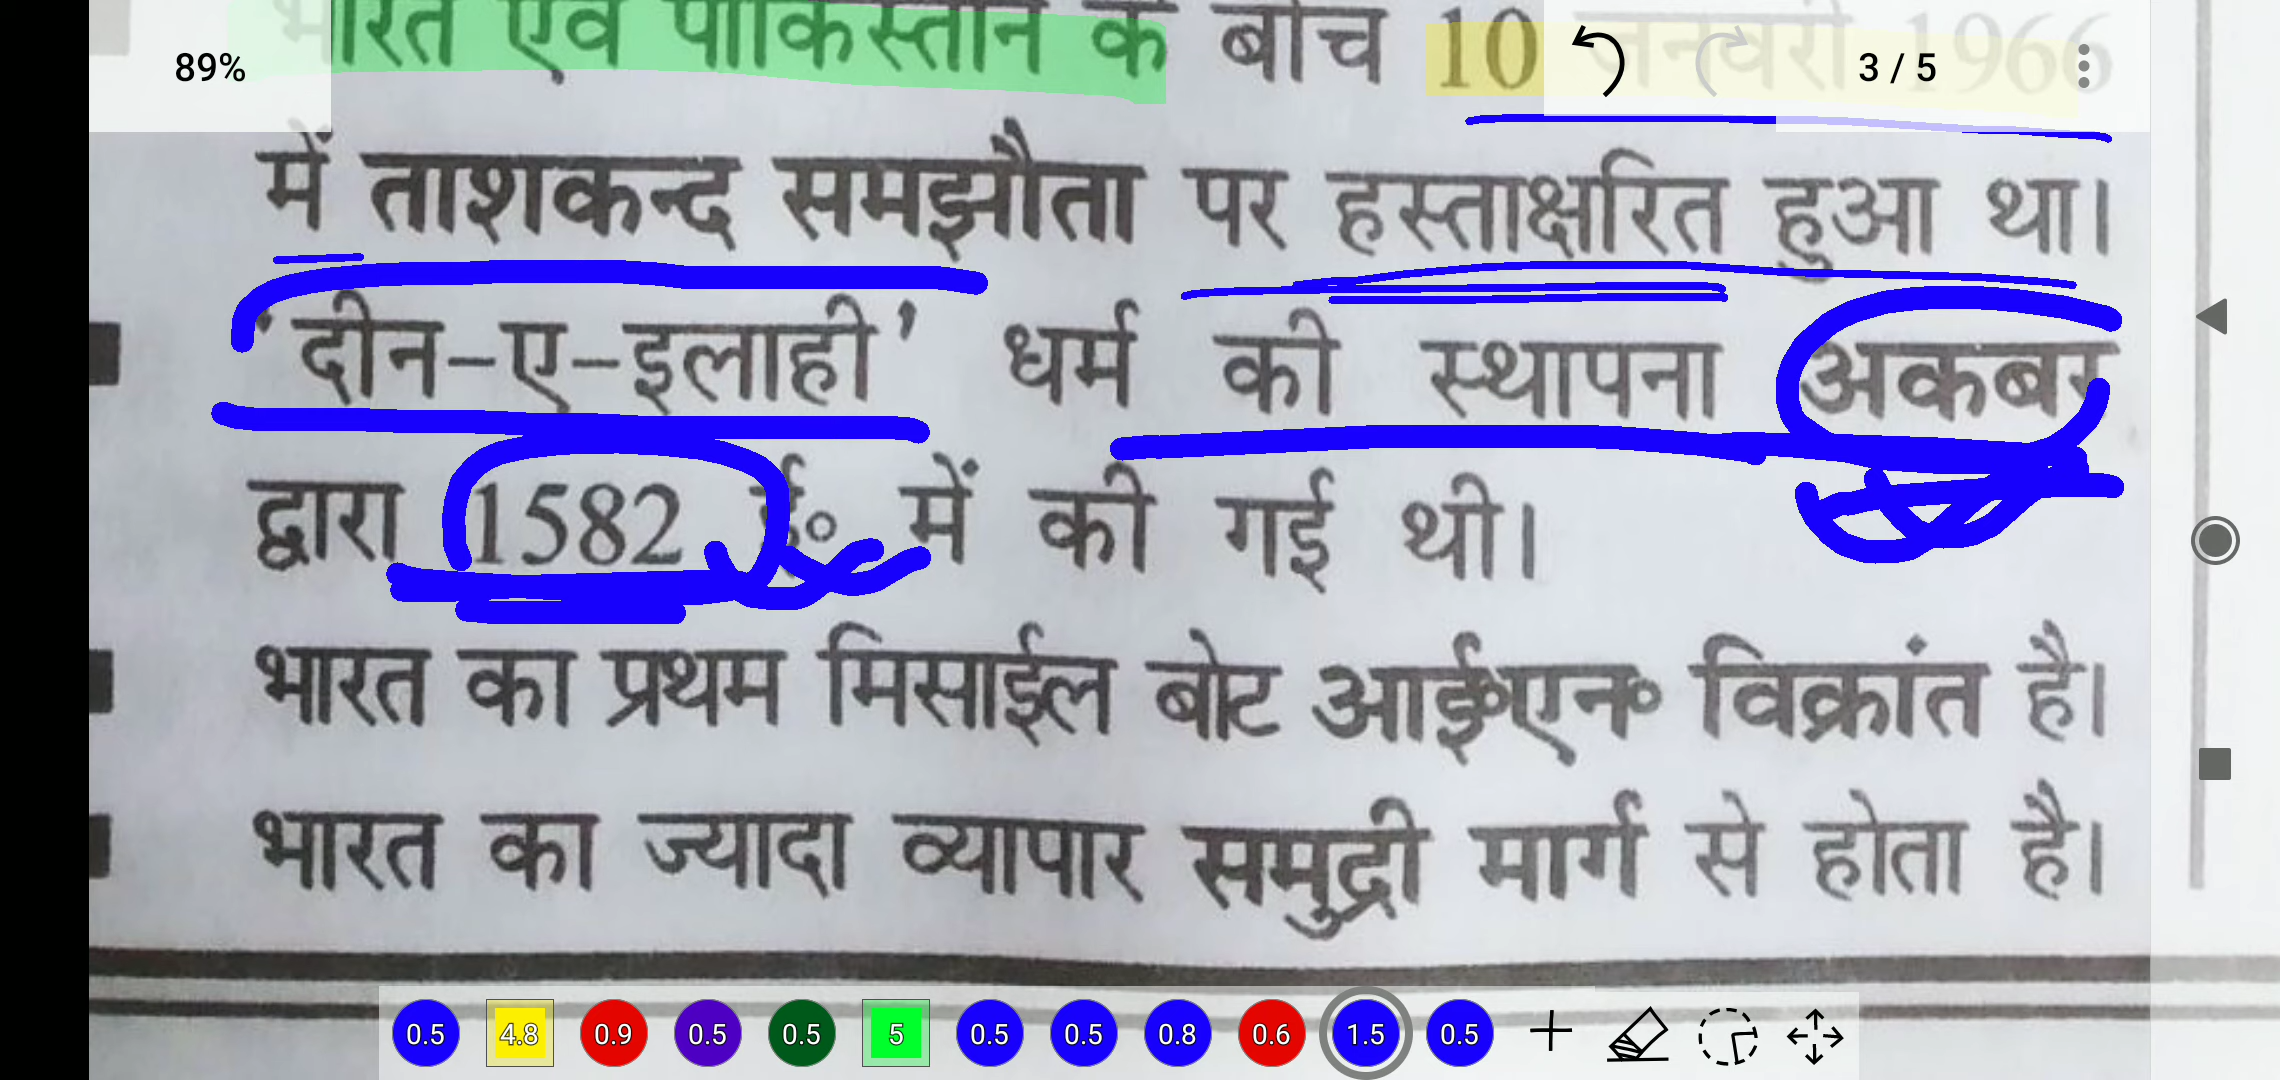 89%
3 / 5
भारत एवं पाकिस्तान के बीच 10 जनवरी 1966
में ताशकन्द समझौता पर हस्ताक्षरित हुआ था।
'दीन-ए-इलाही' धर्म की स्थापना अकबर
द्वारा 1582 ई० में की गई थी।
भारत का प्रथम मिसाईल बोट आई०एन० विक्रांत है।
भारत का ज्यादा व्यापार समुद्री मार्ग से होता है।
0.5 4.8 0.9 0.5 0.5 5 0.5 0.5 0.8 0.6 1.5 0.5